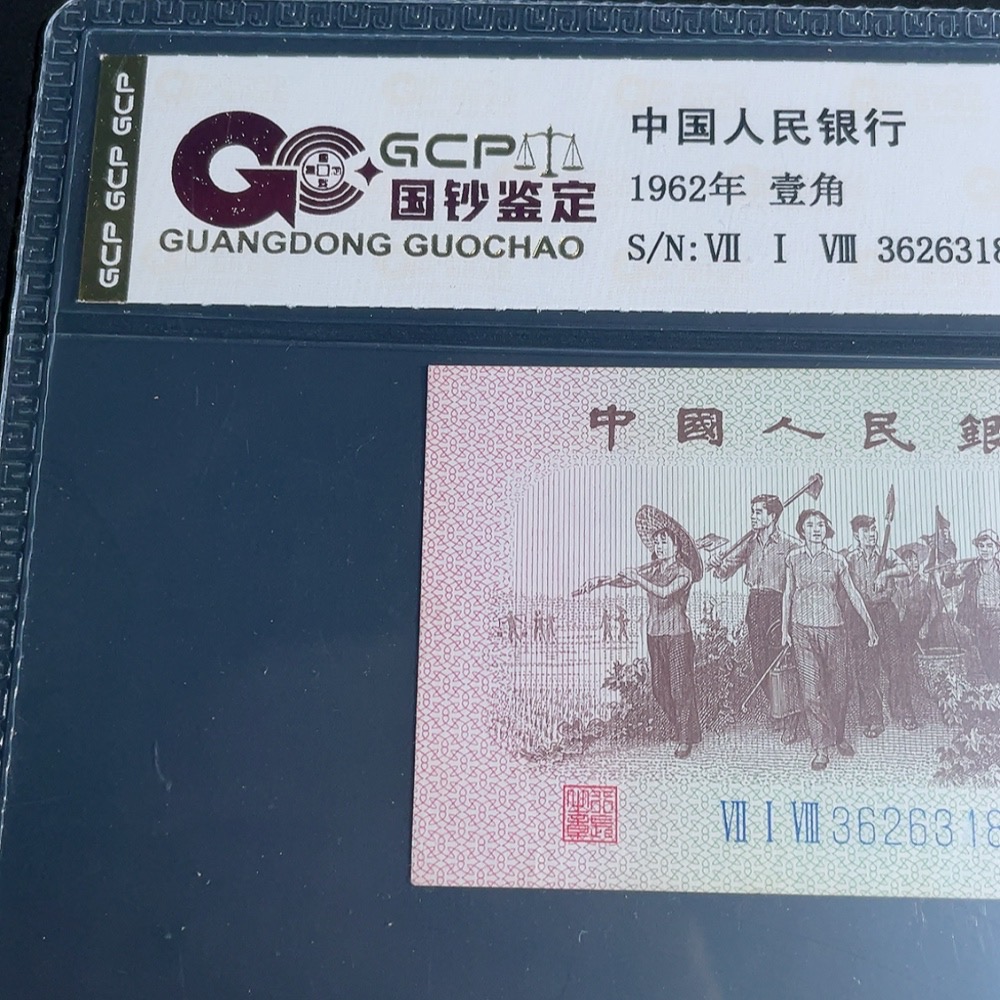 GCP GCP GCP
GCP
国钞鉴定
GUANGDONG GUOCHAO
中国人民银行
1962年 壹角
S/N: Ⅶ Ⅰ Ⅷ 3626318
中國人民銀
Ⅶ Ⅰ Ⅷ 3626318